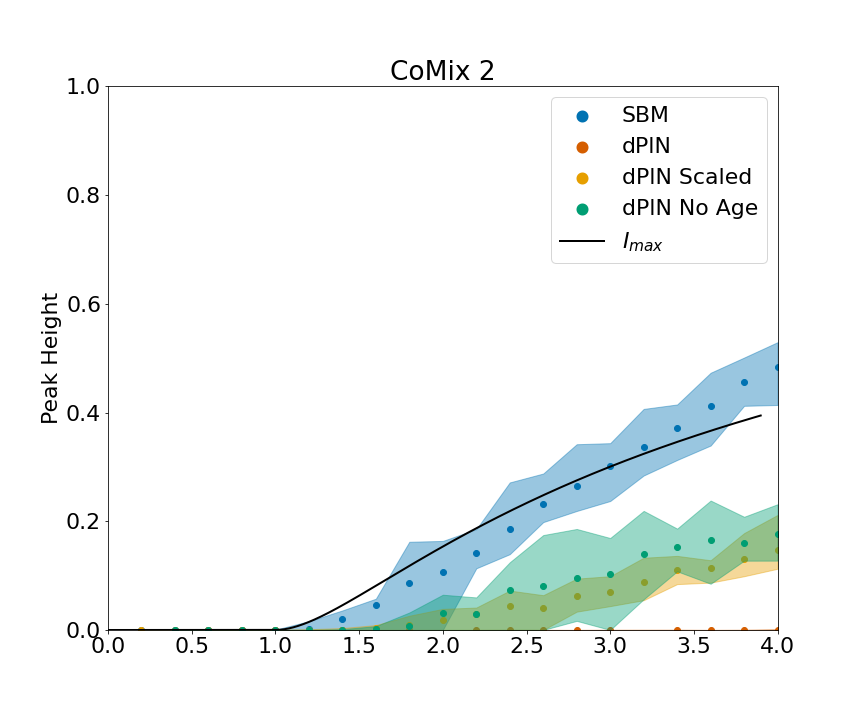 CoMix 2
1.0
0.8
0.6
0.4
0.2
0.0
Peak Height
SBM
dPIN
dPIN Scaled
dPIN No Age
I_max
0.0 0.5 1.0 1.5 2.0 2.5 3.0 3.5 4.0